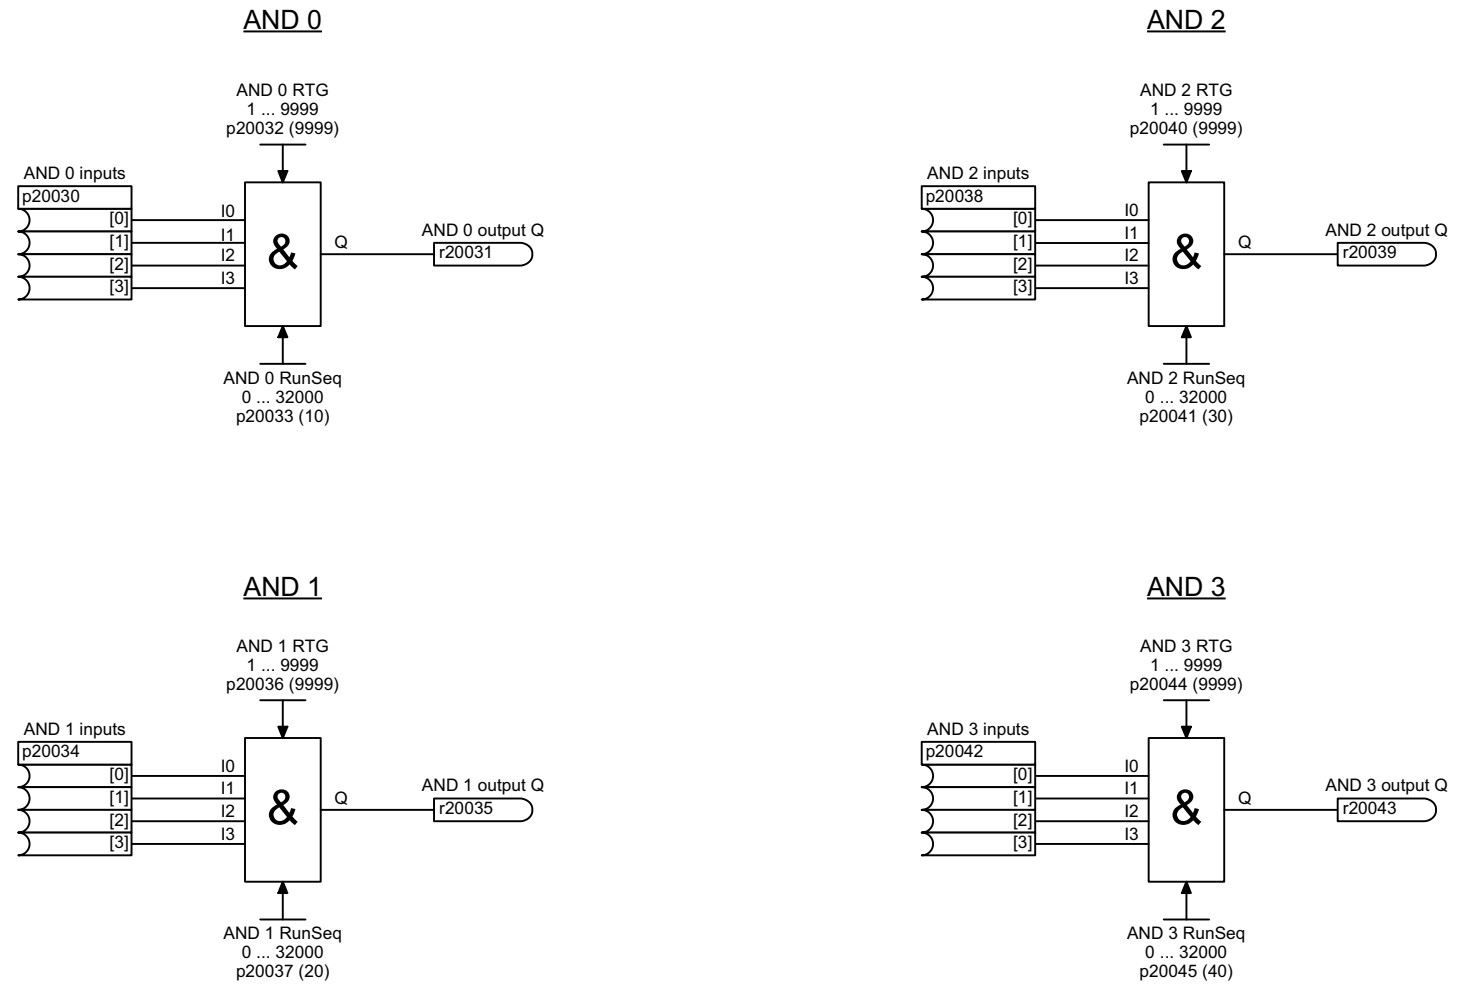 AND 0
AND 0 RTG
1 ... 9999
p20032 (9999)
AND 0 inputs
p20030
[0]
[1]
[2]
[3]
I0
I1
I2
I3
&
Q
AND 0 output Q
r20031
AND 0 RunSeq
0 ... 32000
p20033 (10)
AND 2
AND 2 RTG
1 ... 9999
p20040 (9999)
AND 2 inputs
p20038
[0]
[1]
[2]
[3]
I0
I1
I2
I3
&
Q
AND 2 output Q
r20039
AND 2 RunSeq
0 ... 32000
p20041 (30)
AND 1
AND 1 RTG
1 ... 9999
p20036 (9999)
AND 1 inputs
p20034
[0]
[1]
[2]
[3]
I0
I1
I2
I3
&
Q
AND 1 output Q
r20035
AND 1 RunSeq
0 ... 32000
p20037 (20)
AND 3
AND 3 RTG
1 ... 9999
p20044 (9999)
AND 3 inputs
p20042
[0]
[1]
[2]
[3]
I0
I1
I2
I3
&
Q
AND 3 output Q
r20043
AND 3 RunSeq
0 ... 32000
p20045 (40)